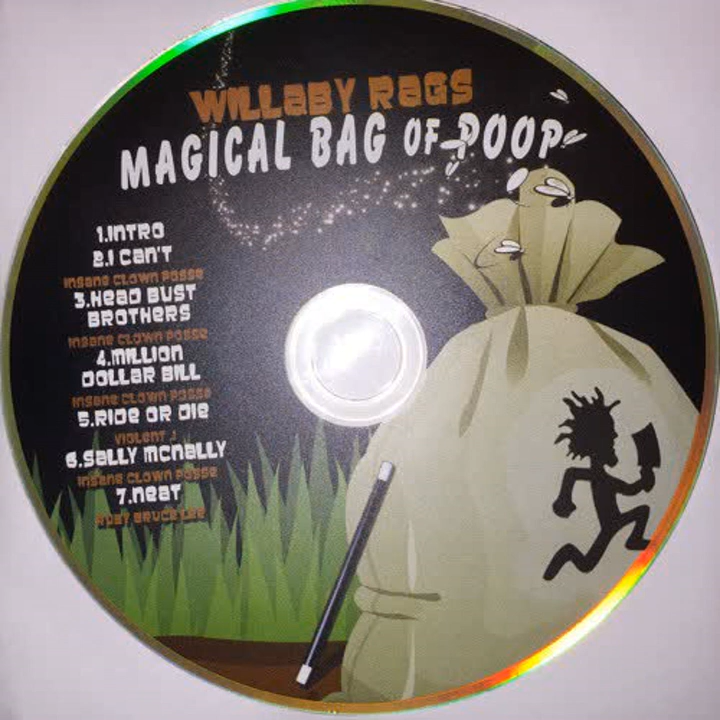 WILLABY RAGS
MAGICAL BAG OF POOP
1.INTRO
2.I CAN'T
INSANE CLOWN POSSE
3.HEAD BUST
BROTHERS
INSANE CLOWN POSSE
4.MILLION
DOLLAR BILL
INSANE CLOWN POSSE
5.RIDE OR DIE
VIOLENT J
6.SALLY MCNALLY
INSANE CLOWN POSSE
7.NEAT
RUBY BRUCE LEE